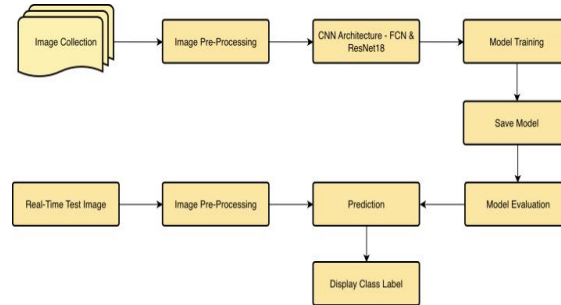 Image Collection
Image Pre-Processing
CNN Architecture - FCN &
ResNet18
Model Training
Save Model
Real-Time Test Image
Image Pre-Processing
Prediction
Model Evaluation
Display Class Label